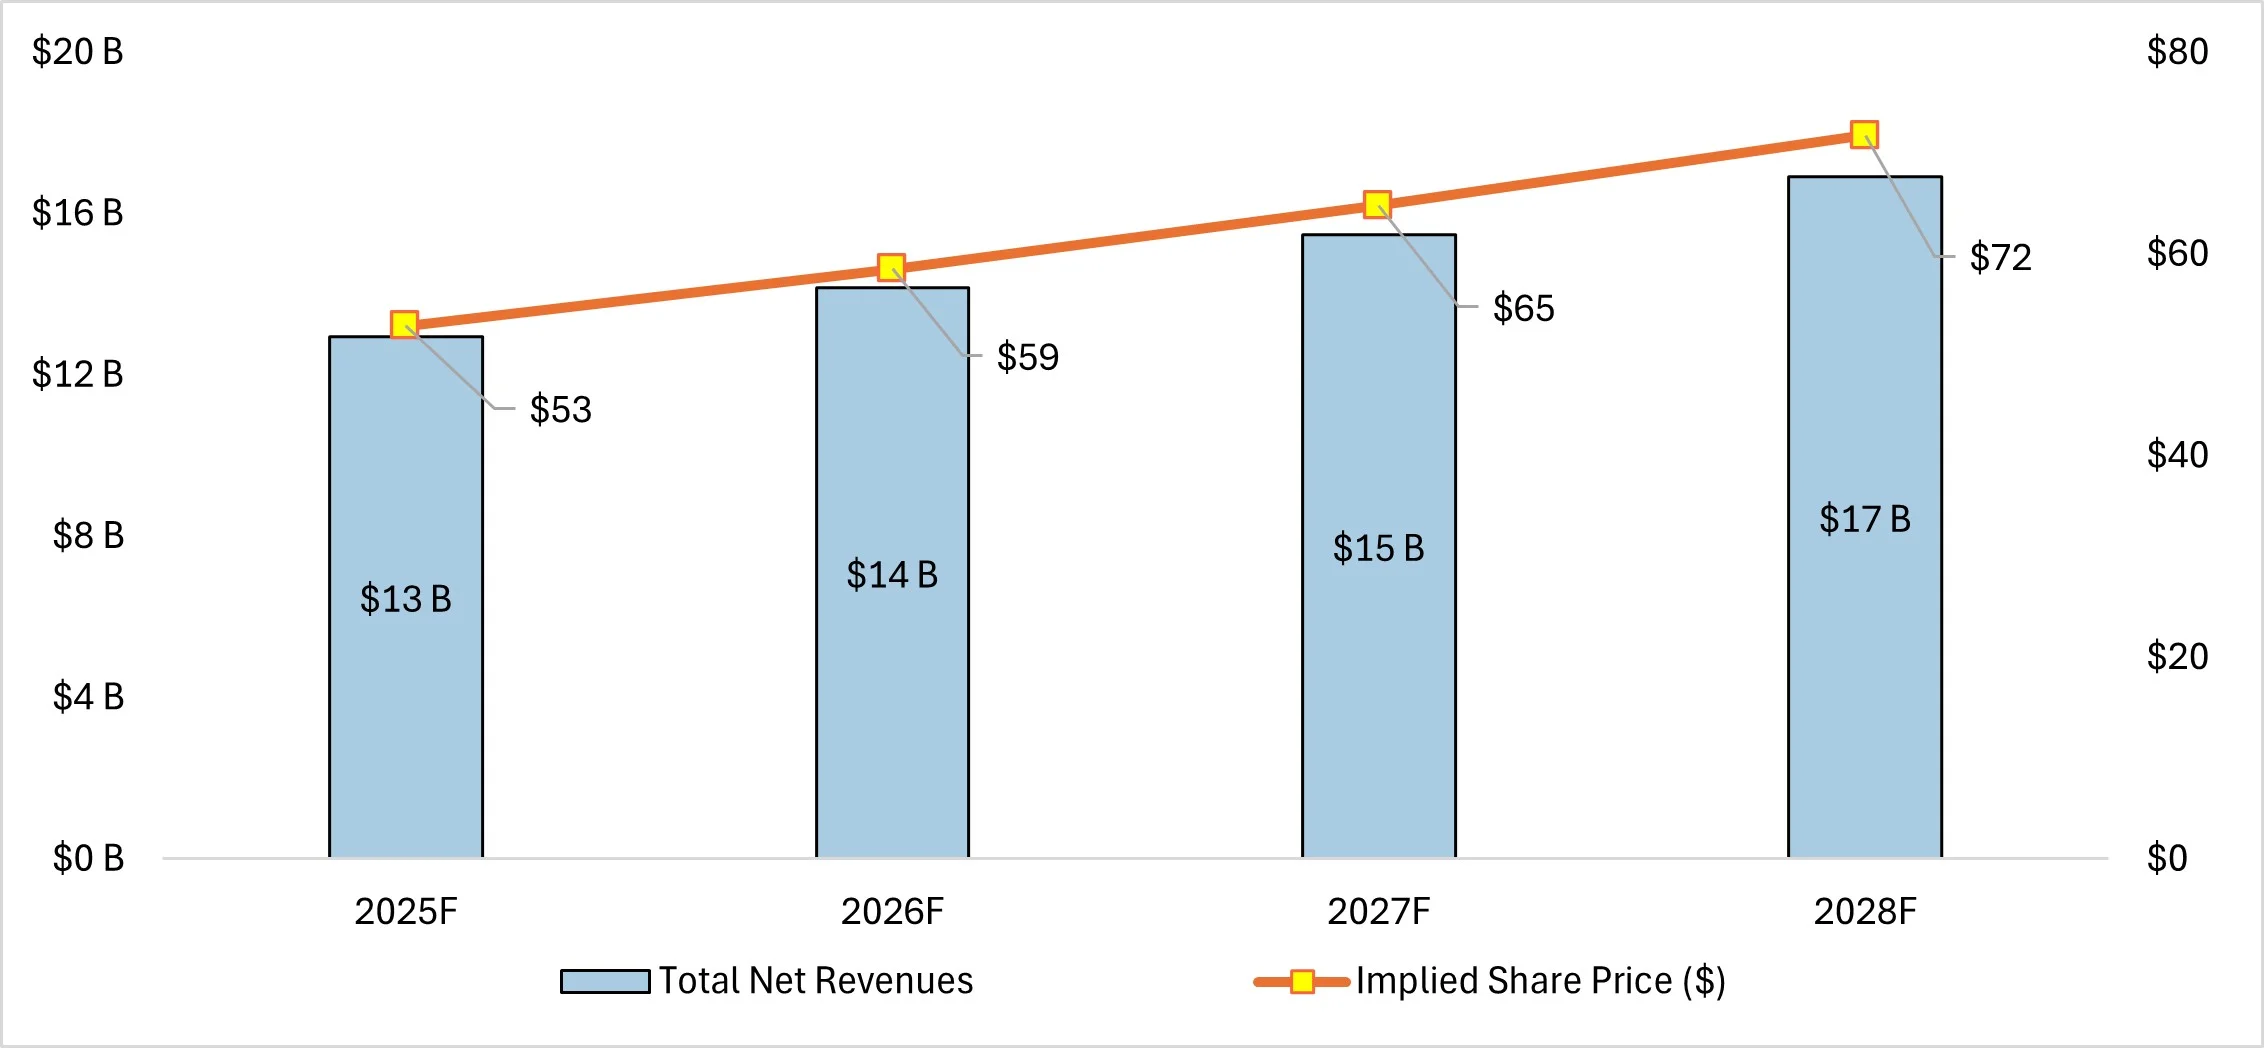 $20 B
$80
$16 B
$60
$72
$65
$59
$12 B
$53
$40
$8 B
$17 B
$15 B
$14 B
$13 B
$4 B
$20
$0 B
$0
2025F
2026F
2027F
2028F
Total Net Revenues
Implied Share Price ($)